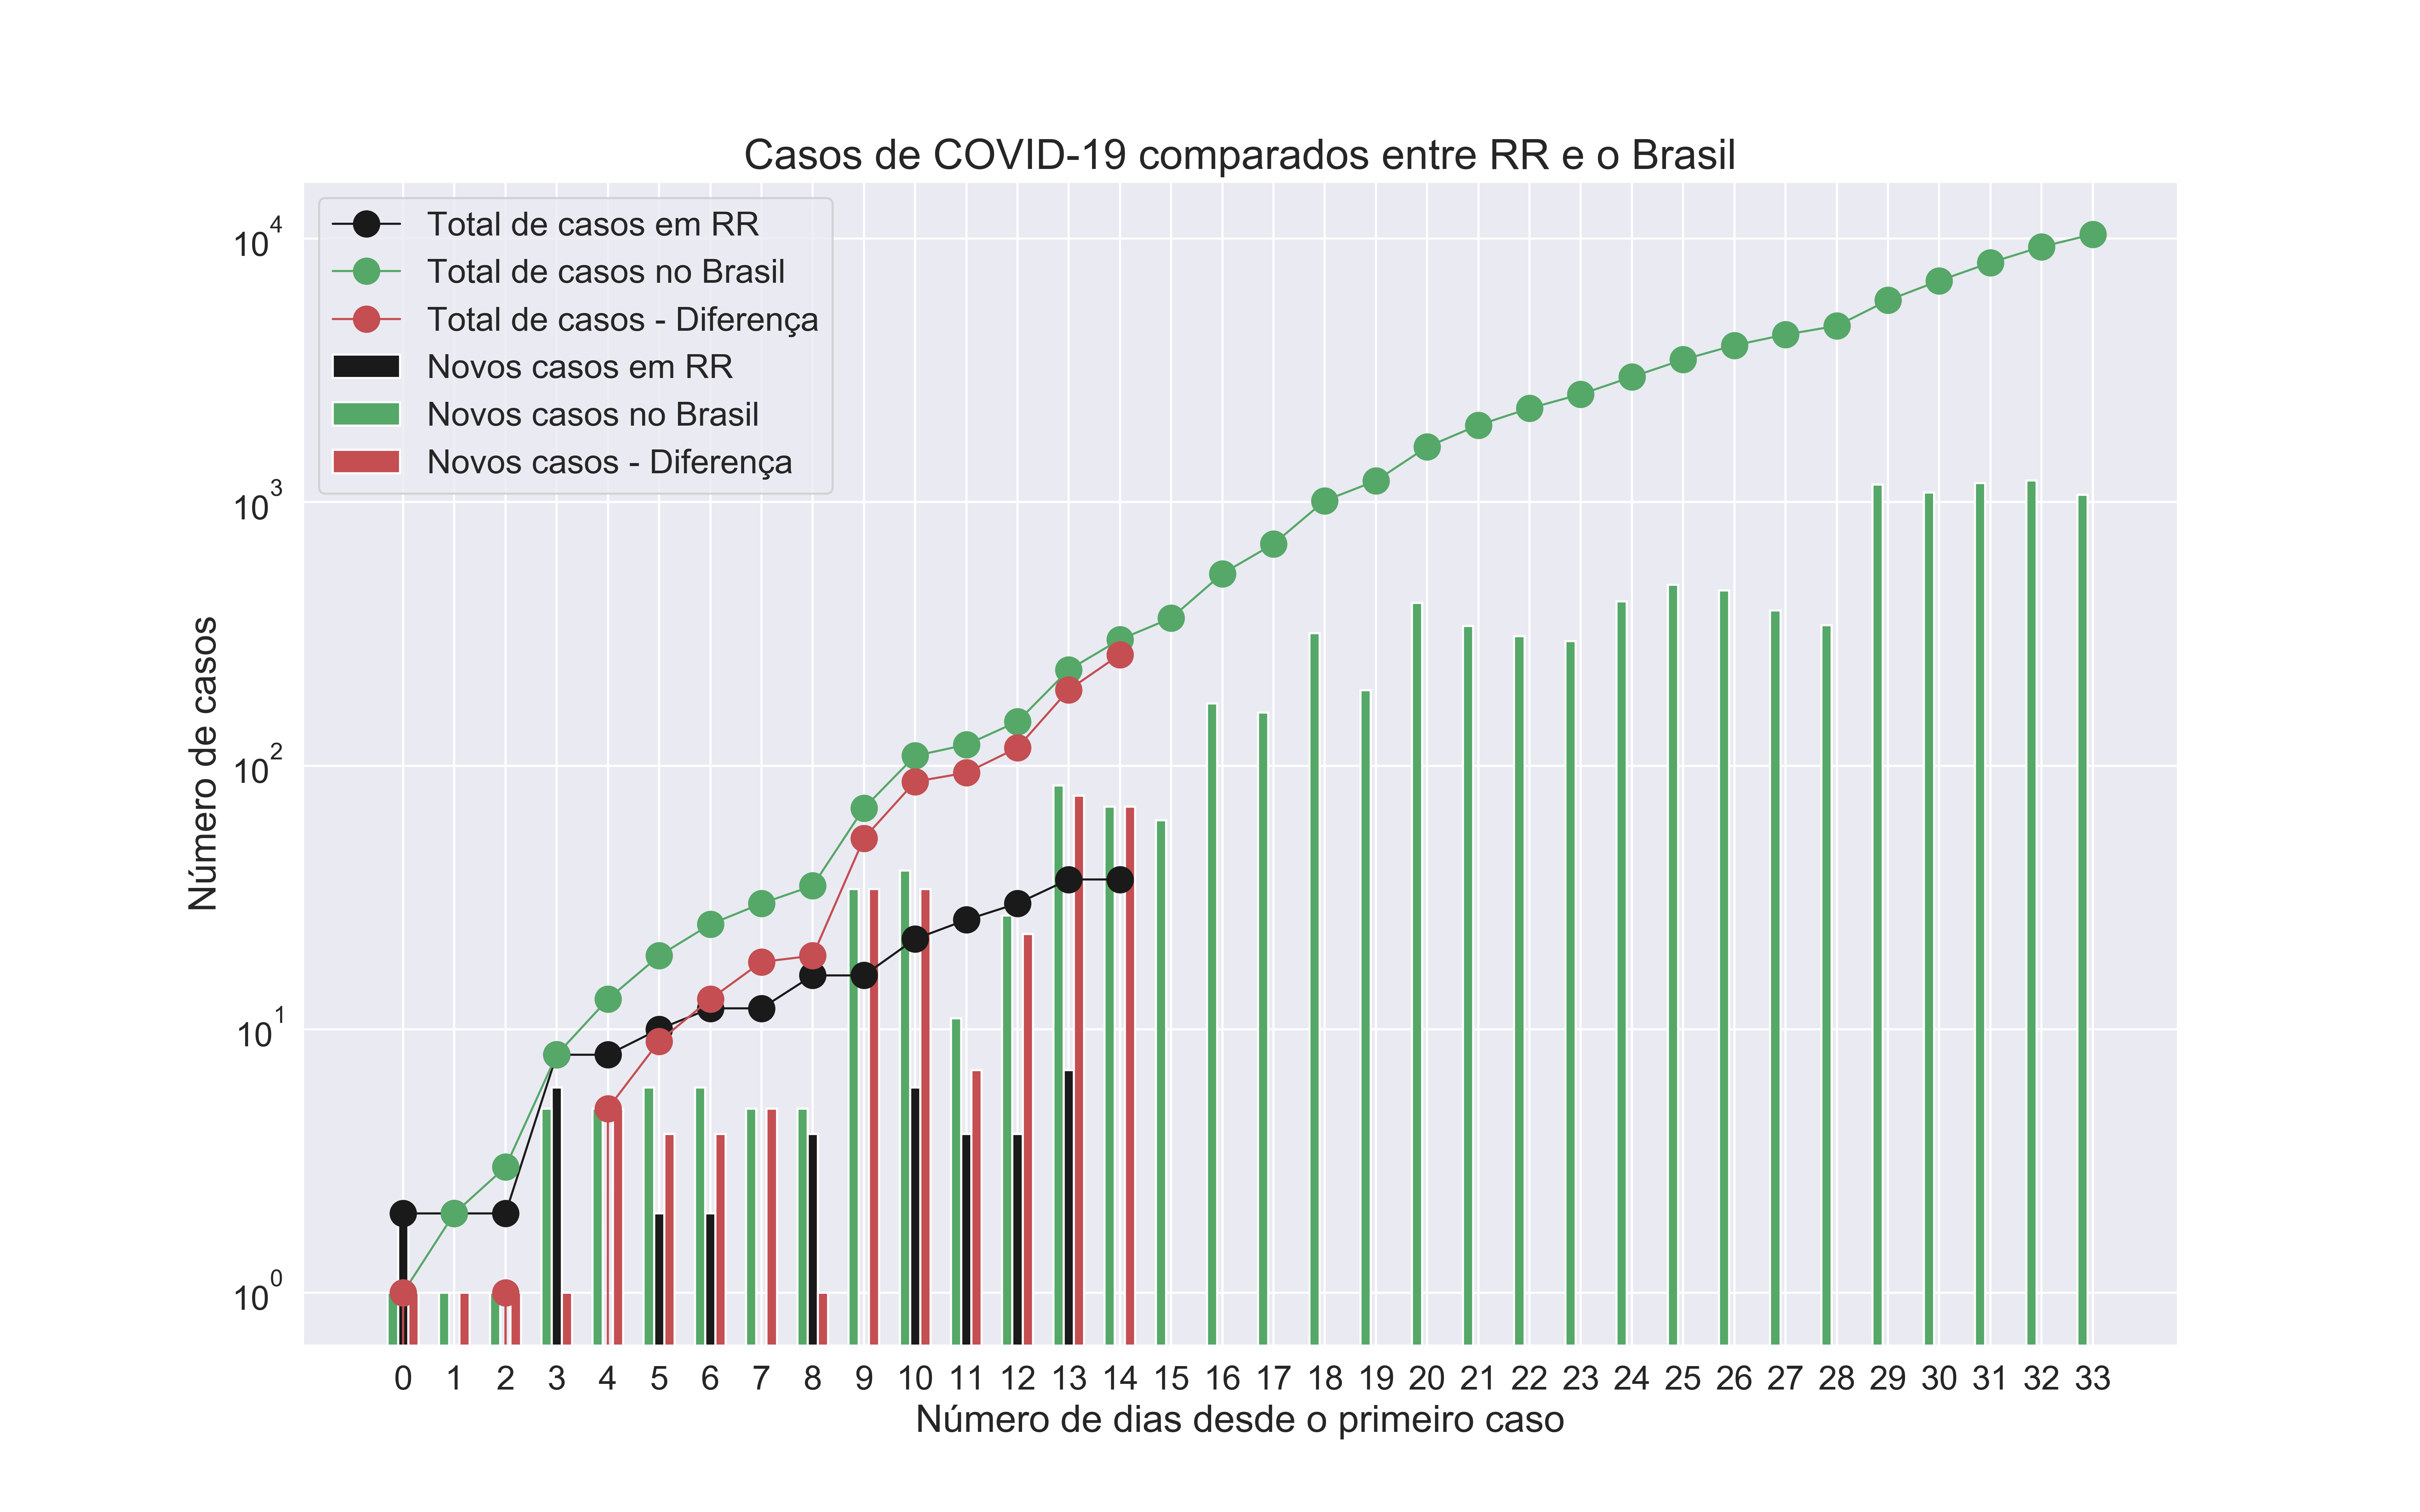 Casos de COVID-19 comparados entre RR e o Brasil
Total de casos em RR
Total de casos no Brasil
Total de casos - Diferença
Novos casos em RR
Novos casos no Brasil
Novos casos - Diferença
10^4
10^3
10^2
10^1
10^0
Número de casos
0 1 2 3 4 5 6 7 8 9 10 11 12 13 14 15 16 17 18 19 20 21 22 23 24 25 26 27 28 29 30 31 32 33
Número de dias desde o primeiro caso